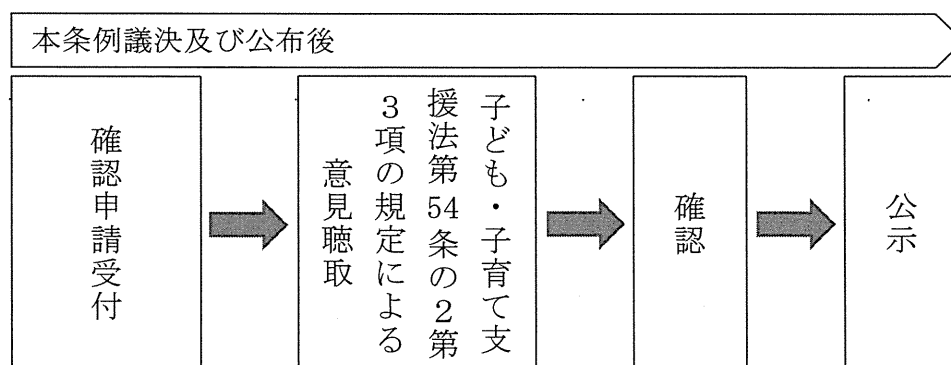 本条例議決及び公布後
確認申請受付
子ども・子育て支
援法第54条の2第
3項の規定による
意見聴取
確認
公示